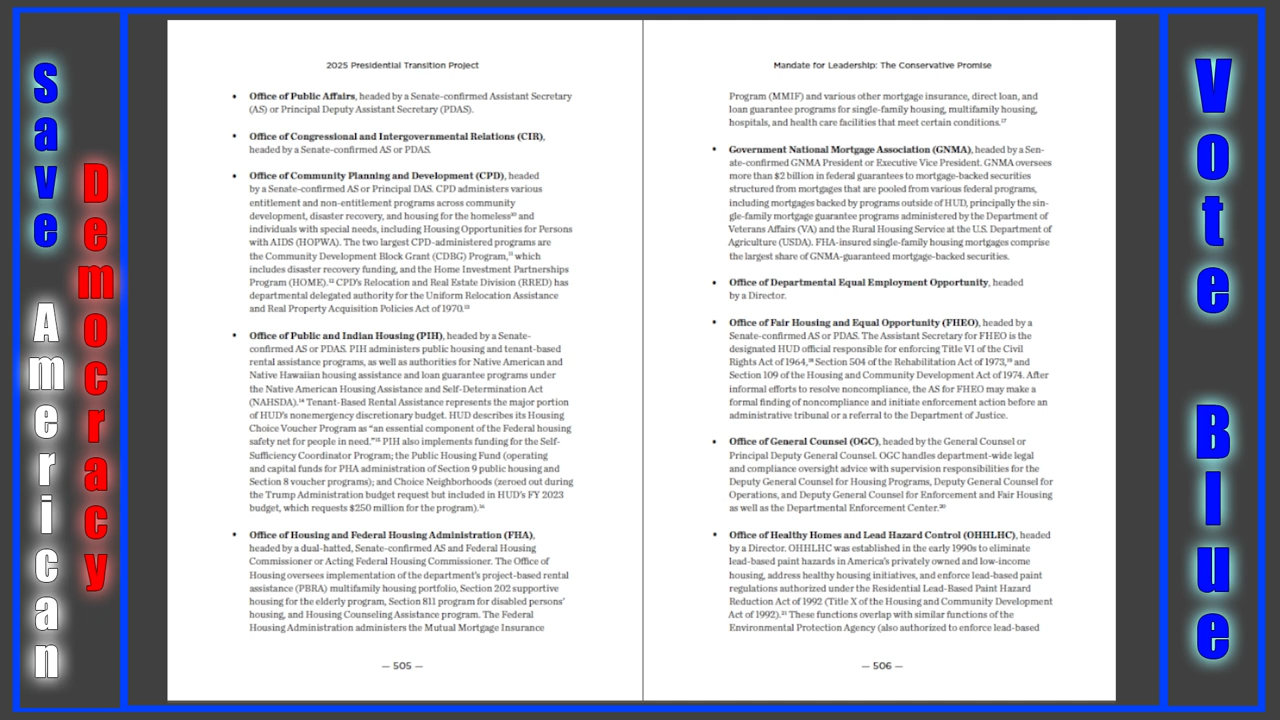 Save
American
Democracy
2025 Presidential Transition Project
• Office of Public Affairs, headed by a Senate-confirmed Assistant Secretary
(AS) or Principal Deputy Assistant Secretary (PDAS).
• Office of Congressional and Intergovernmental Relations (CIR),
headed by a Senate-confirmed AS or PDAS.
• Office of Community Planning and Development (CPD), headed
by a Senate-confirmed AS or Principal DAS. CPD administers various
entitlement and non-entitlement programs across community
development, disaster recovery, and housing for the homeless¹⁰ and
individuals with special needs, including Housing Opportunities for Persons
with AIDS (HOPWA). The two largest CPD-administered programs are
the Community Development Block Grant (CDBG) Program,¹¹ which
includes disaster recovery funding, and the Home Investment Partnerships
Program (HOME).¹² CPD's Relocation and Real Estate Division (RRED) has
departmental delegated authority for the Uniform Relocation Assistance
and Real Property Acquisition Policies Act of 1970.¹³
• Office of Public and Indian Housing (PIH), headed by a Senate-
confirmed AS or PDAS. PIH administers public housing and tenant-based
rental assistance programs, as well as authorities for Native American and
Native Hawaiian housing assistance and loan guarantee programs under
the Native American Housing Assistance and Self-Determination Act
(NAHSDA).¹⁴ Tenant-Based Rental Assistance represents the major portion
of HUD's nonemergency discretionary budget. HUD describes its Housing
Choice Voucher Program as “an essential component of the Federal housing
safety net for people in need.”¹⁵ PIH also implements funding for the Self-
Sufficiency Coordinator Program; the Public Housing Fund (operating
and capital funds for PHA administration of Section 9 public housing and
Section 8 voucher programs); and Choice Neighborhoods (zeroed out during
the Trump Administration budget request but included in HUD's FY 2023
budget, which requests $250 million for the program).¹⁶
• Office of Housing and Federal Housing Administration (FHA),
headed by a dual-hatted, Senate-confirmed AS and Federal Housing
Commissioner or Acting Federal Housing Commissioner. The Office of
Housing oversees implementation of the department's project-based rental
assistance (PBRA) multifamily housing portfolio, Section 202 supportive
housing for the elderly program, Section 811 program for disabled persons'
housing, and Housing Counseling Assistance program. The Federal
Housing Administration administers the Mutual Mortgage Insurance
— 505 —
Mandate for Leadership: The Conservative Promise
Program (MMIF) and various other mortgage insurance, direct loan, and
loan guarantee programs for single-family housing, multifamily housing,
hospitals, and health care facilities that meet certain conditions.¹⁷
• Government National Mortgage Association (GNMA), headed by a Sen-
ate-confirmed GNMA President or Executive Vice President. GNMA oversees
more than $2 billion in federal guarantees to mortgage-backed securities
structured from mortgages that are pooled from various federal programs,
including mortgages backed by programs outside of HUD, principally the sin-
gle-family mortgage guarantee programs administered by the Department of
Veterans Affairs (VA) and the Rural Housing Service at the U.S. Department of
Agriculture (USDA). FHA-insured single-family housing mortgages comprise
the largest share of GNMA-guaranteed mortgage-backed securities.
• Office of Departmental Equal Employment Opportunity, headed
by a Director.
• Office of Fair Housing and Equal Opportunity (FHEO), headed by a
Senate-confirmed AS or PDAS. The Assistant Secretary for FHEO is the
designated HUD official responsible for enforcing Title VI of the Civil
Rights Act of 1964,¹⁸ Section 504 of the Rehabilitation Act of 1973,¹⁹ and
Section 109 of the Housing and Community Development Act of 1974. After
informal efforts to resolve noncompliance, the AS for FHEO may make a
formal finding of noncompliance and initiate enforcement action before an
administrative tribunal or a referral to the Department of Justice.
• Office of General Counsel (OGC), headed by the General Counsel or
Principal Deputy General Counsel. OGC handles department-wide legal
and compliance oversight advice with supervision responsibilities for the
Deputy General Counsel for Housing Programs, Deputy General Counsel for
Operations, and Deputy General Counsel for Enforcement and Fair Housing
as well as the Departmental Enforcement Center.²⁰
• Office of Healthy Homes and Lead Hazard Control (OHHLHC), headed
by a Director. OHHLHC was established in the early 1990s to eliminate
lead-based paint hazards in America's privately owned and low-income
housing, address healthy housing initiatives, and enforce lead-based paint
regulations authorized under the Residential Lead-Based Paint Hazard
Reduction Act of 1992 (Title X of the Housing and Community Development
Act of 1992).²¹ These functions overlap with similar functions of the
Environmental Protection Agency (also authorized to enforce lead-based
— 506 —
Vote
Blue